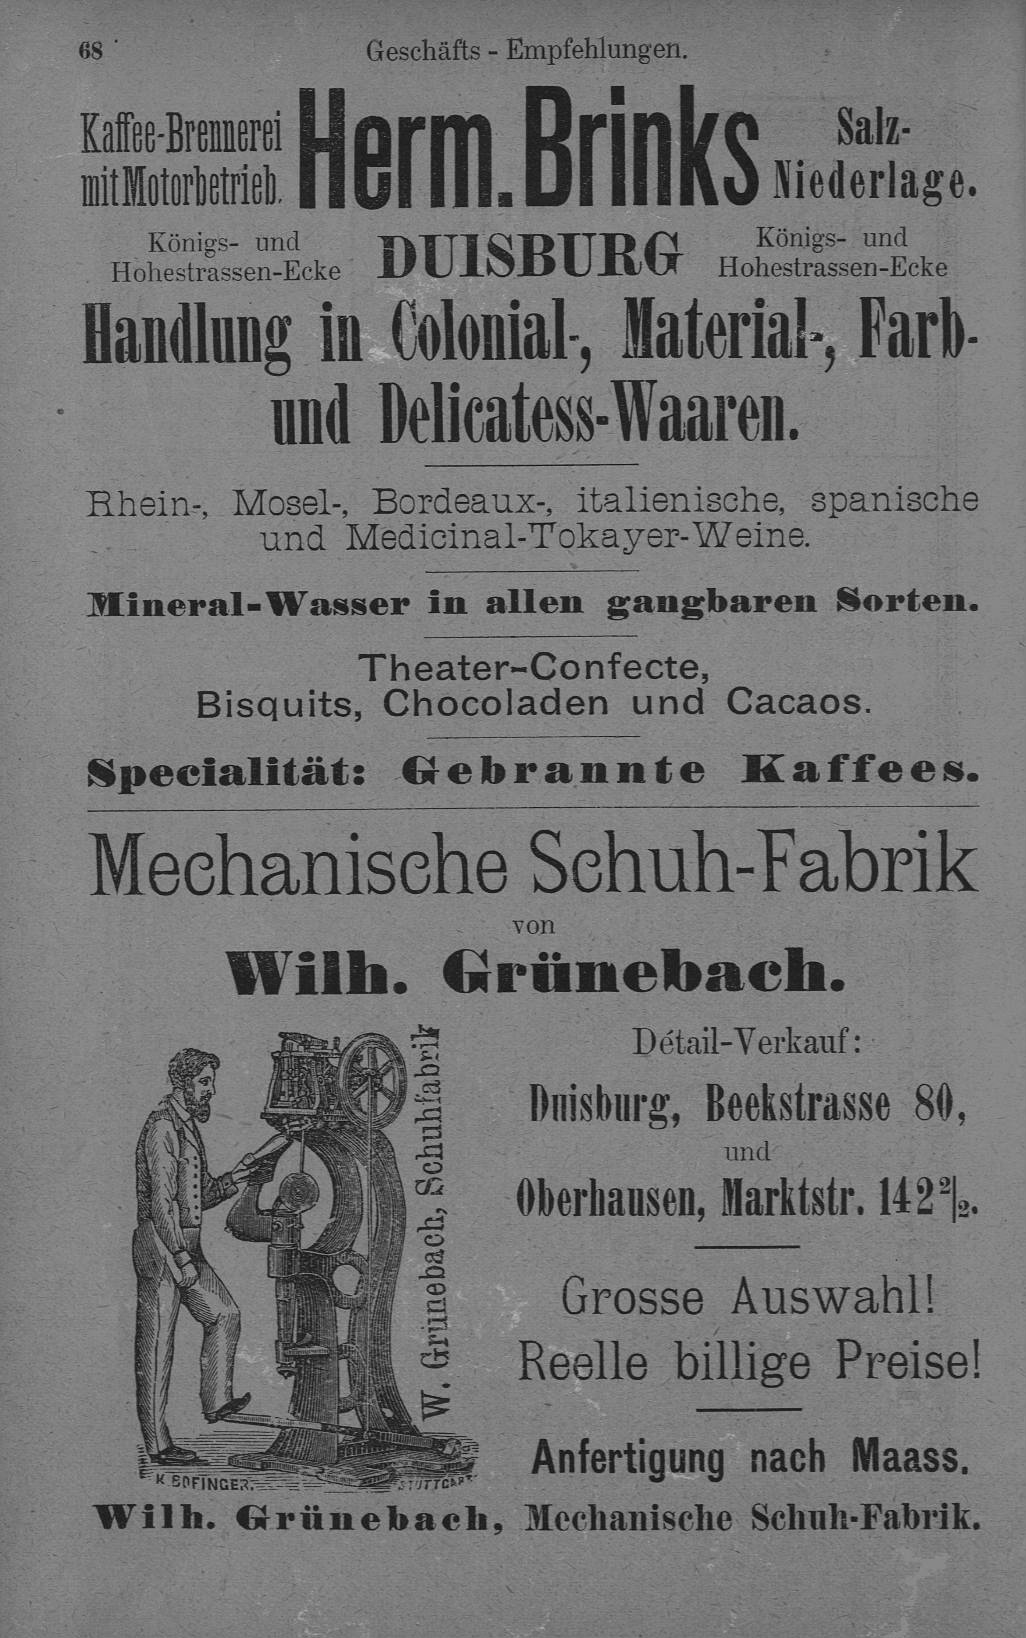 68
Geschäfts - Empfehlungen.
Kaffee-Brennerei
mit Motorbetrieb.
Herm. Brinks
Salz-
Niederlage.
Königs- und
Hohestrassen-Ecke
DUISBURG
Königs- und
Hohestrassen-Ecke
Handlung in Colonial-, Material-, Farb-
und Delicatess-Waaren.
Rhein-, Mosel-, Bordeaux-, italienische, spanische
und Medicinal-Tokayer-Weine.
Mineral-Wasser in allen gangbaren Sorten.
Theater-Confecte,
Bisquits, Chocoladen und Cacaos.
Specialität: Gebrannte Kaffees.
Mechanische Schuh-Fabrik
von
Wilh. Grünebach.
W. Grünebach, Schuhfabrik
K. BOFINGER.
STUTTGART
Détail-Verkauf:
Duisburg, Beekstrasse 80,
und
Oberhausen, Marktstr. 142 2|2.
Grosse Auswahl!
Reelle billige Preise!
Anfertigung nach Maass.
Wilh. Grünebach, Mechanische Schuh-Fabrik.